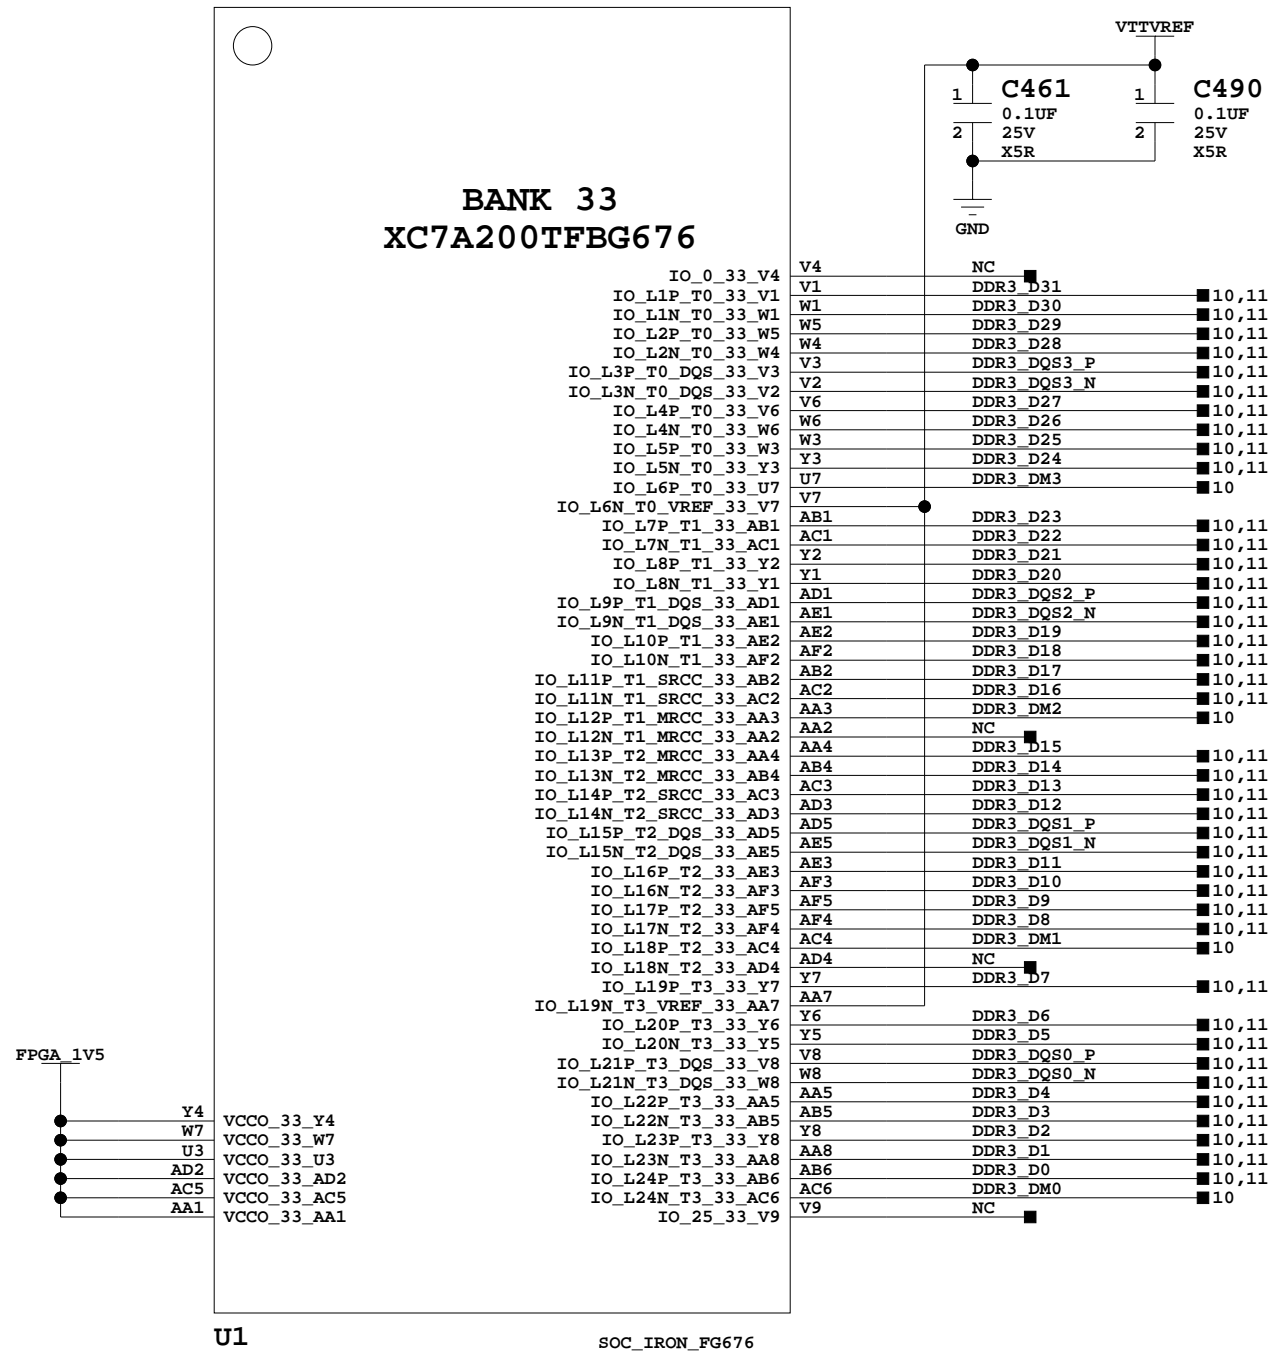 VTTVREF
C461
1
0.1UF
2
25V
X5R
C490
1
0.1UF
2
25V
X5R
GND
BANK 33
XC7A200TFBG676
IO_0_33_V4 V4 NC
IO_L1P_T0_33_V1 V1 DDR3_D31 10,11
IO_L1N_T0_33_W1 W1 DDR3_D30 10,11
IO_L2P_T0_33_W5 W5 DDR3_D29 10,11
IO_L2N_T0_33_W4 W4 DDR3_D28 10,11
IO_L3P_T0_DQS_33_V3 V3 DDR3_DQS3_P 10,11
IO_L3N_T0_DQS_33_V2 V2 DDR3_DQS3_N 10,11
IO_L4P_T0_33_V6 V6 DDR3_D27 10,11
IO_L4N_T0_33_W6 W6 DDR3_D26 10,11
IO_L5P_T0_33_W3 W3 DDR3_D25 10,11
IO_L5N_T0_33_Y3 Y3 DDR3_D24 10,11
IO_L6P_T0_33_U7 U7 DDR3_DM3 10
IO_L6N_T0_VREF_33_V7 V7
IO_L7P_T1_33_AB1 AB1 DDR3_D23 10,11
IO_L7N_T1_33_AC1 AC1 DDR3_D22 10,11
IO_L8P_T1_33_Y2 Y2 DDR3_D21 10,11
IO_L8N_T1_33_Y1 Y1 DDR3_D20 10,11
IO_L9P_T1_DQS_33_AD1 AD1 DDR3_DQS2_P 10,11
IO_L9N_T1_DQS_33_AE1 AE1 DDR3_DQS2_N 10,11
IO_L10P_T1_33_AE2 AE2 DDR3_D19 10,11
IO_L10N_T1_33_AF2 AF2 DDR3_D18 10,11
IO_L11P_T1_SRCC_33_AB2 AB2 DDR3_D17 10,11
IO_L11N_T1_SRCC_33_AC2 AC2 DDR3_D16 10,11
IO_L12P_T1_MRCC_33_AA3 AA3 DDR3_DM2 10
IO_L12N_T1_MRCC_33_AA2 AA2 NC
IO_L13P_T2_MRCC_33_AA4 AA4 DDR3_D15 10,11
IO_L13N_T2_MRCC_33_AB4 AB4 DDR3_D14 10,11
IO_L14P_T2_SRCC_33_AC3 AC3 DDR3_D13 10,11
IO_L14N_T2_SRCC_33_AD3 AD3 DDR3_D12 10,11
IO_L15P_T2_DQS_33_AD5 AD5 DDR3_DQS1_P 10,11
IO_L15N_T2_DQS_33_AE5 AE5 DDR3_DQS1_N 10,11
IO_L16P_T2_33_AE3 AE3 DDR3_D11 10,11
IO_L16N_T2_33_AF3 AF3 DDR3_D10 10,11
IO_L17P_T2_33_AF5 AF5 DDR3_D9 10,11
IO_L17N_T2_33_AF4 AF4 DDR3_D8 10,11
IO_L18P_T2_33_AC4 AC4 DDR3_DM1 10
IO_L18N_T2_33_AD4 AD4 NC
IO_L19P_T3_33_Y7 Y7 DDR3_D7 10,11
IO_L19N_T3_VREF_33_AA7 AA7
IO_L20P_T3_33_Y6 Y6 DDR3_D6 10,11
IO_L20N_T3_33_Y5 Y5 DDR3_D5 10,11
IO_L21P_T3_DQS_33_V8 V8 DDR3_DQS0_P 10,11
IO_L21N_T3_DQS_33_W8 W8 DDR3_DQS0_N 10,11
IO_L22P_T3_33_AA5 AA5 DDR3_D4 10,11
IO_L22N_T3_33_AB5 AB5 DDR3_D3 10,11
IO_L23P_T3_33_Y8 Y8 DDR3_D2 10,11
IO_L23N_T3_33_AA8 AA8 DDR3_D1 10,11
IO_L24P_T3_33_AB6 AB6 DDR3_D0 10,11
IO_L24N_T3_33_AC6 AC6 DDR3_DM0 10
IO_25_33_V9 V9 NC
FPGA_1V5
Y4 VCCO_33_Y4
W7 VCCO_33_W7
U3 VCCO_33_U3
AD2 VCCO_33_AD2
AC5 VCCO_33_AC5
AA1 VCCO_33_AA1
U1
SOC_IRON_FG676